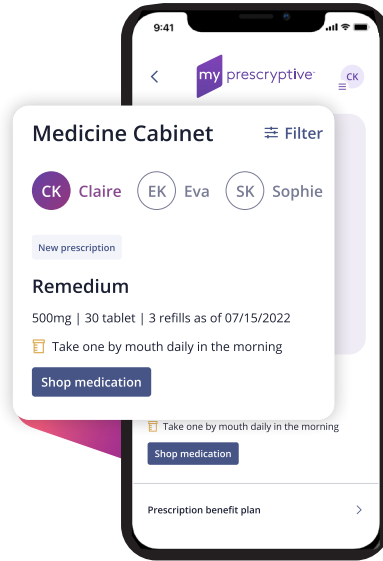 9:41
my prescryptive
CK
Medicine Cabinet
Filter
CK Claire EK Eva SK Sophie
New prescription
Remedium
500mg | 30 tablet | 3 refills as of 07/15/2022
Take one by mouth daily in the morning
Shop medication
Take one by mouth daily in the morning
Shop medication
Prescription benefit plan